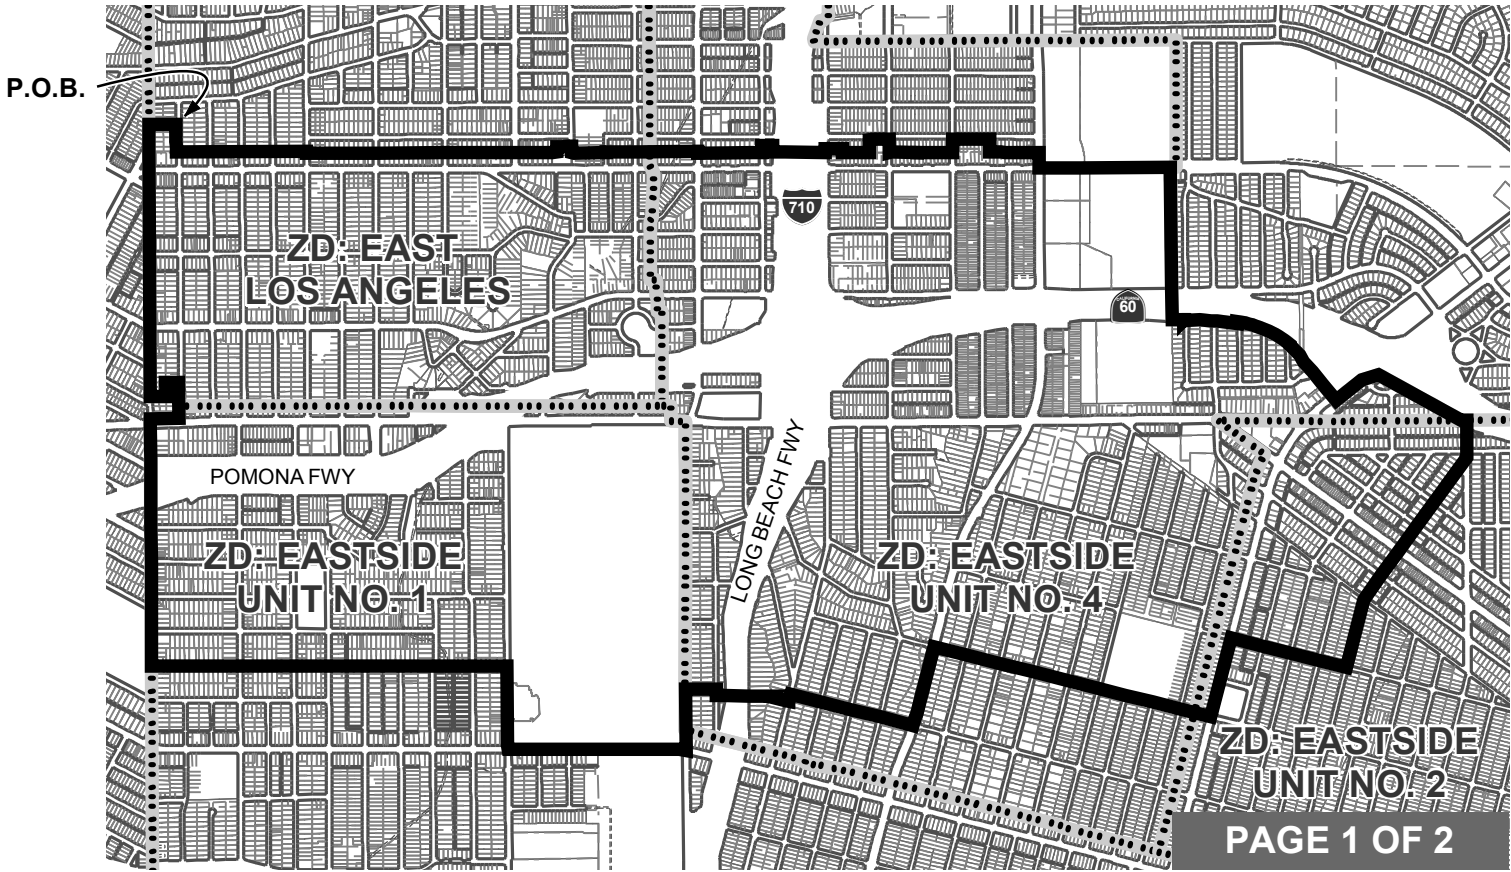 P.O.B.
710
ZD: EAST
LOS ANGELES
CALIFORNIA
60
POMONA FWY
LONG BEACH FWY
ZD: EASTSIDE
UNIT NO. 1
ZD: EASTSIDE
UNIT NO. 4
ZD: EASTSIDE
UNIT NO. 2
PAGE 1 OF 2